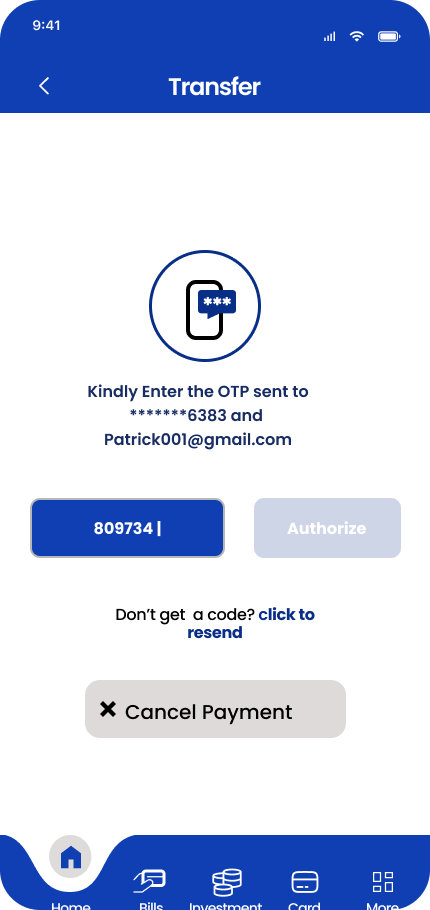 9:41
Transfer
***
Kindly Enter the OTP sent to
*******6383 and
Patrick001@gmail.com
809734 |
Authorize
Don't get a code? click to
resend
Cancel Payment
Home
Bills
Investment
Card
More